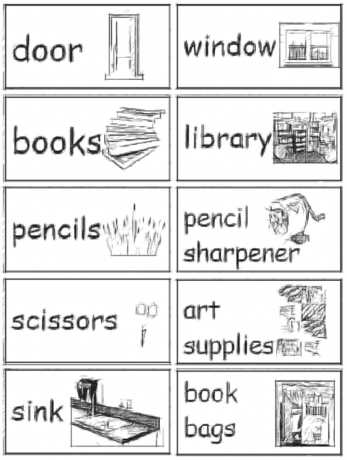 door
window
books
library
pencils
pencil
sharpener
scissors
art
supplies
sink
book
bags